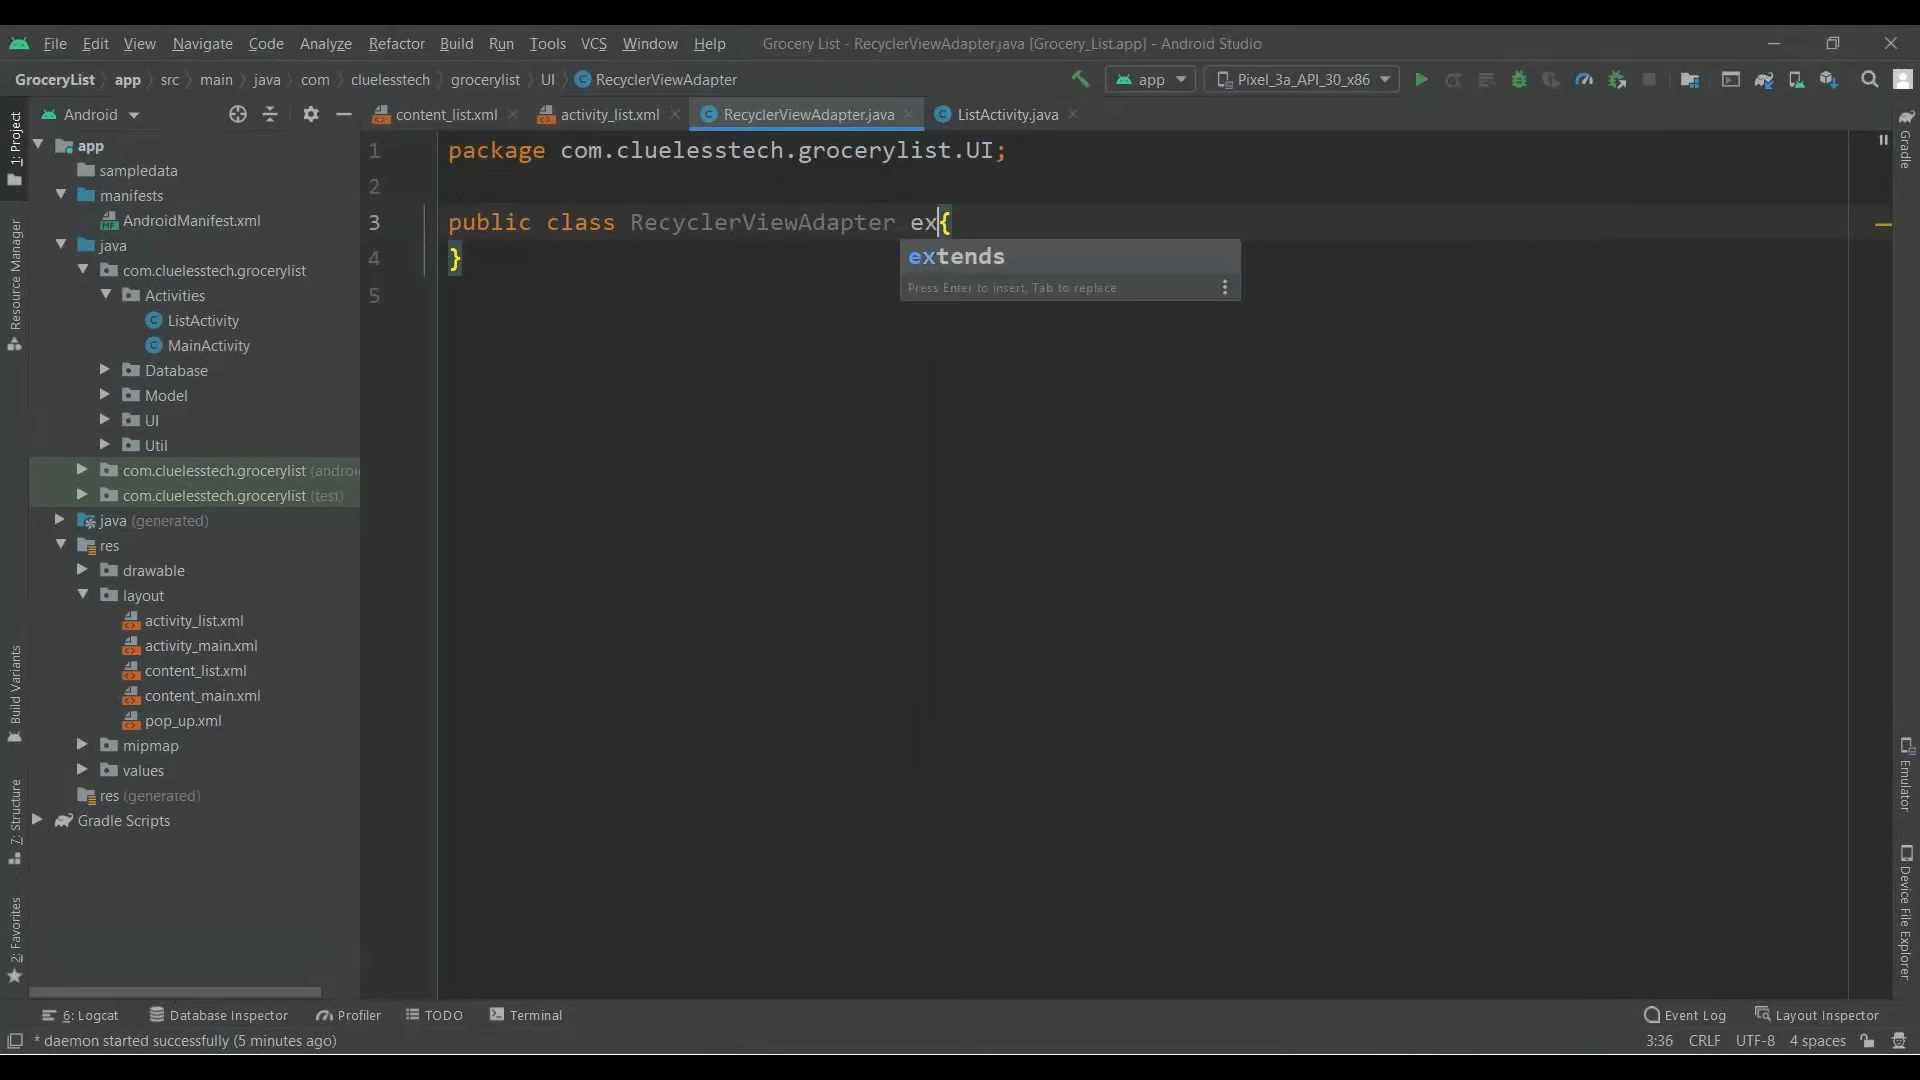 File Edit View Navigate Code Analyze Refactor Build Run Tools VCS Window Help Grocery List - RecyclerViewAdapter.java [Grocery_List.app] - Android Studio
GroceryList app src main java com cluelesstech grocerylist UI RecyclerViewAdapter app Pixel_3a_API_30_x86
Android content_list.xml activity_list.xml RecyclerViewAdapter.java ListActivity.java
1: Project
Resource Manager
Build Variants
7: Structure
2: Favorites
app
sampledata
manifests
AndroidManifest.xml
java
com.cluelesstech.grocerylist
Activities
ListActivity
MainActivity
Database
Model
UI
Util
com.cluelesstech.grocerylist (androi
com.cluelesstech.grocerylist (test)
java (generated)
res
drawable
layout
activity_list.xml
activity_main.xml
content_list.xml
content_main.xml
pop_up.xml
mipmap
values
res (generated)
Gradle Scripts
1 package com.cluelesstech.grocerylist.UI;
2
3 public class RecyclerViewAdapter ex{
4 }
5
extends
Press Enter to insert, Tab to replace
Gradle
Emulator
Device File Explorer
6: Logcat Database Inspector Profiler TODO Terminal Event Log Layout Inspector
* daemon started successfully (5 minutes ago) 3:36 CRLF UTF-8 4 spaces